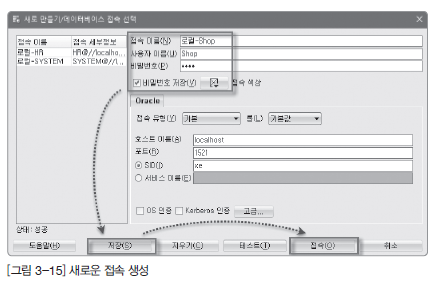 새로 만들기/데이터베이스 접속 선택
접속 이름 접속 세부정보
로컬-HR HR@//localho...
로컬-SYSTEM SYSTEM@//l...
접속 이름(N) 로컬-Shop
사용자 이름(U) Shop
비밀번호(P) ••••
비밀번호 저장(V) 접속 색상
Oracle
접속 유형(Y) 기본 롤(L) 기본값
호스트 이름(A) localhost
포트(R) 1521
SID(I) xe
서비스 이름(E)
OS 인증 Kerberos 인증 고급...
상태: 성공
도움말(H) 저장(S) 지우기(C) 테스트(T) 접속(O) 취소
[그림 3-15] 새로운 접속 생성